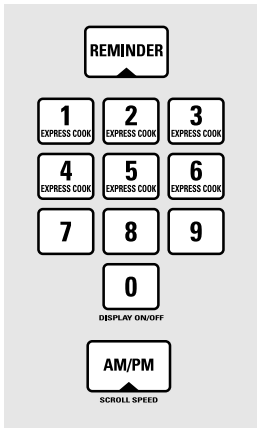 REMINDER
1 2 3
EXPRESS COOK EXPRESS COOK EXPRESS COOK
4 5 6
EXPRESS COOK EXPRESS COOK EXPRESS COOK
7 8 9
0
DISPLAY ON/OFF
AM/PM
SCROLL SPEED